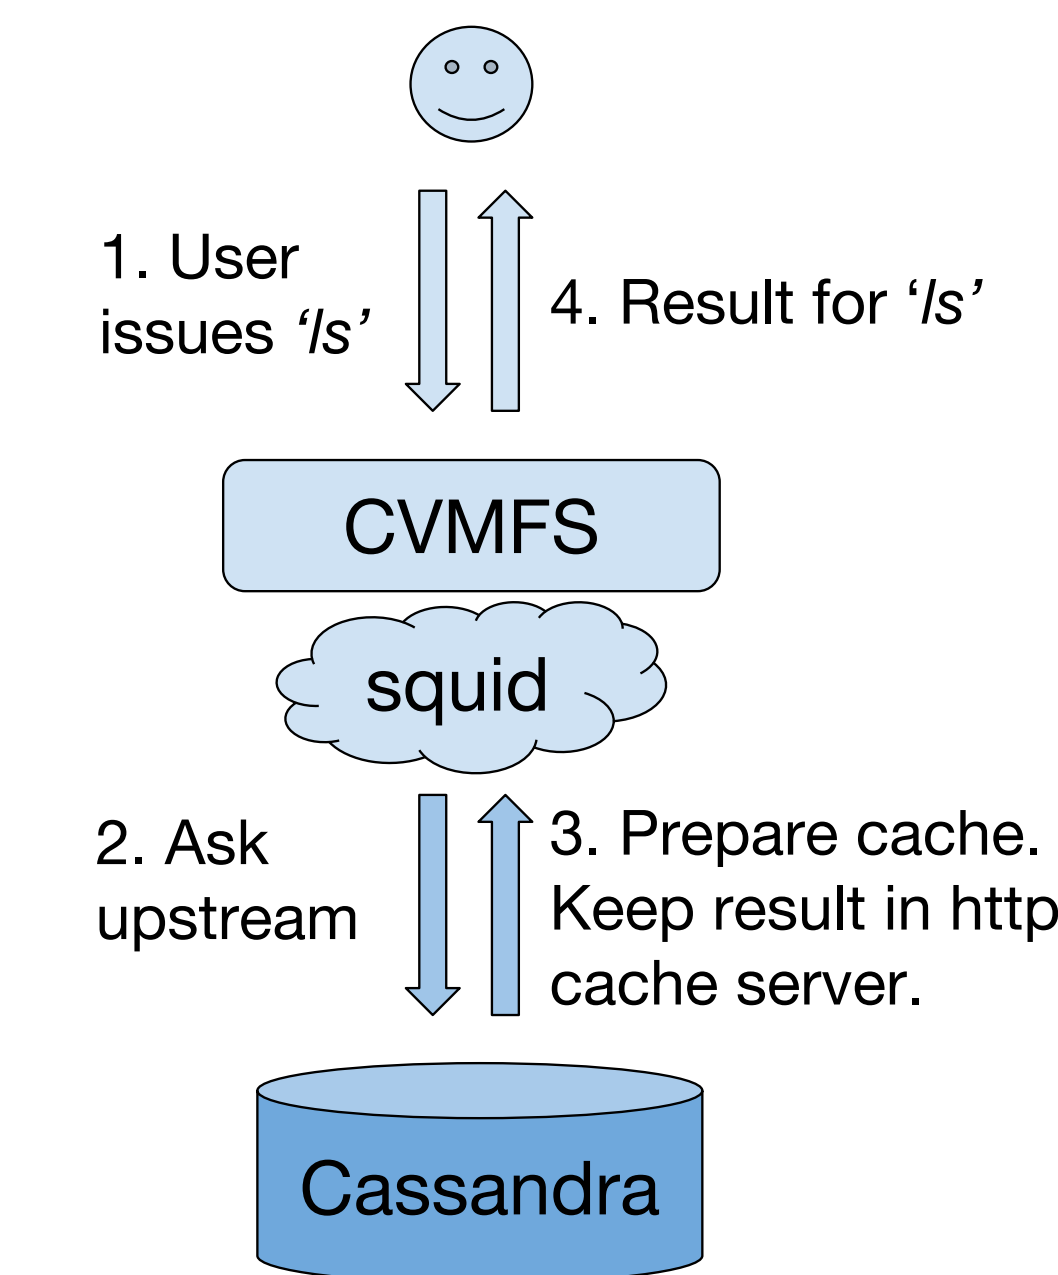 1. User
issues ‘ls’
4. Result for ‘ls’
CVMFS
squid
2. Ask
upstream
3. Prepare cache.
Keep result in http
cache server.
Cassandra